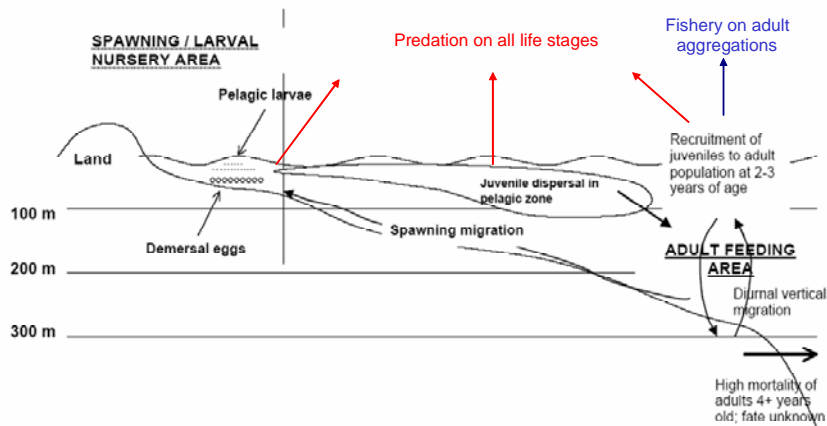 SPAWNING / LARVAL
NURSERY AREA
Predation on all life stages
Fishery on adult
aggregations
Pelagic larvae
Land
Recruitment of
juveniles to adult
population at 2-3
years of age
Juvenile dispersal in
pelagic zone
100 m
Demersal eggs
Spawning migration
ADULT FEEDING
AREA
200 m
Diurnal vertical
migration
300 m
High mortality of
adults 4+ years
old; fate unknown